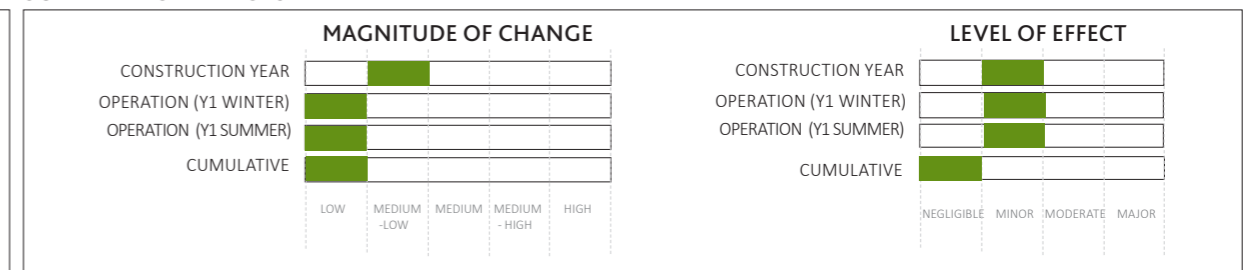 MAGNITUDE OF CHANGE
CONSTRUCTION YEAR
OPERATION (Y1 WINTER)
OPERATION (Y1 SUMMER)
CUMULATIVE
LOW
MEDIUM
-LOW
MEDIUM
MEDIUM
- HIGH
HIGH
LEVEL OF EFFECT
CONSTRUCTION YEAR
OPERATION (Y1 WINTER)
OPERATION (Y1 SUMMER)
CUMULATIVE
NEGLIGIBLE
MINOR
MODERATE
MAJOR